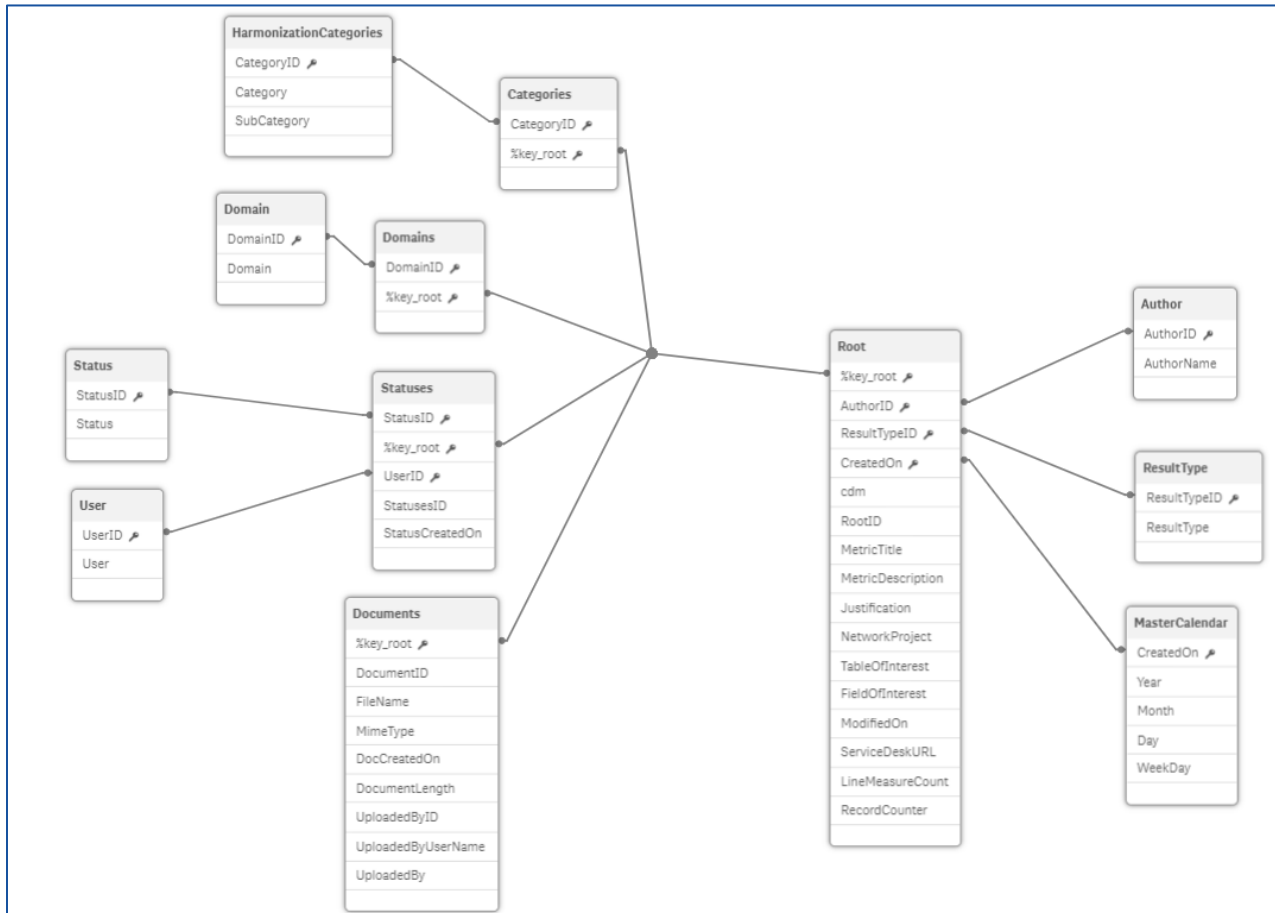 HarmonizationCategories
CategoryID
Category
SubCategory
Categories
CategoryID
%key_root
Domain
DomainID
Domain
Domains
DomainID
%key_root
Status
StatusID
Status
Statuses
StatusID
%key_root
UserID
StatusesID
StatusCreatedOn
User
UserID
User
Documents
%key_root
DocumentID
FileName
MimeType
DocCreatedOn
DocumentLength
UploadedByID
UploadedByUserName
UploadedBy
Root
%key_root
AuthorID
ResultTypeID
CreatedOn
cdm
RootID
MetricTitle
MetricDescription
Justification
NetworkProject
TableOfInterest
FieldOfInterest
ModifiedOn
ServiceDeskURL
LineMeasureCount
RecordCounter
Author
AuthorID
AuthorName
ResultType
ResultTypeID
ResultType
MasterCalendar
CreatedOn
Year
Month
Day
WeekDay